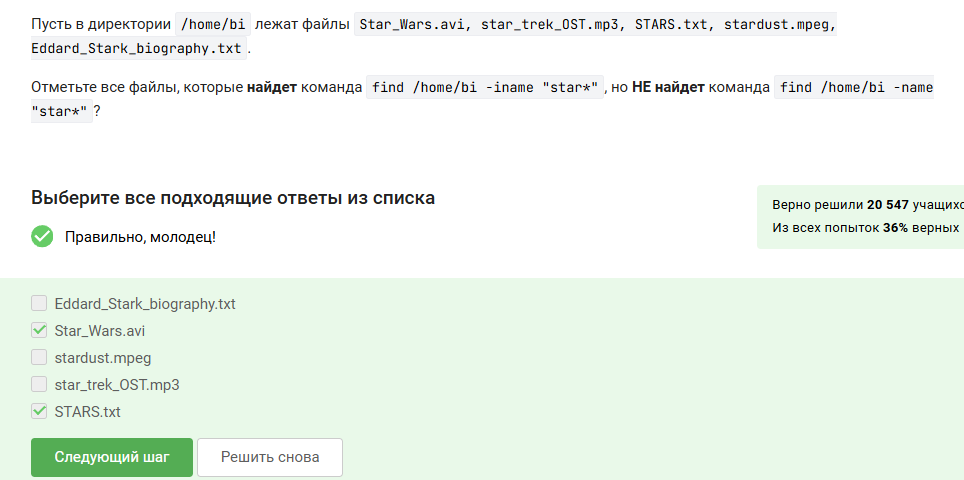 Пусть в директории /home/bi лежат файлы Star_Wars.avi, star_trek_OST.mp3, STARS.txt, stardust.mpeg,
Eddard_Stark_biography.txt.
Отметьте все файлы, которые найдет команда find /home/bi -iname "star*", но НЕ найдет команда find /home/bi -name
"star*"?
Выберите все подходящие ответы из списка
Правильно, молодец!
Верно решили 20 547 учащихс
Из всех попыток 36% верных
Eddard_Stark_biography.txt
Star_Wars.avi
stardust.mpeg
star_trek_OST.mp3
STARS.txt
Следующий шаг
Решить снова